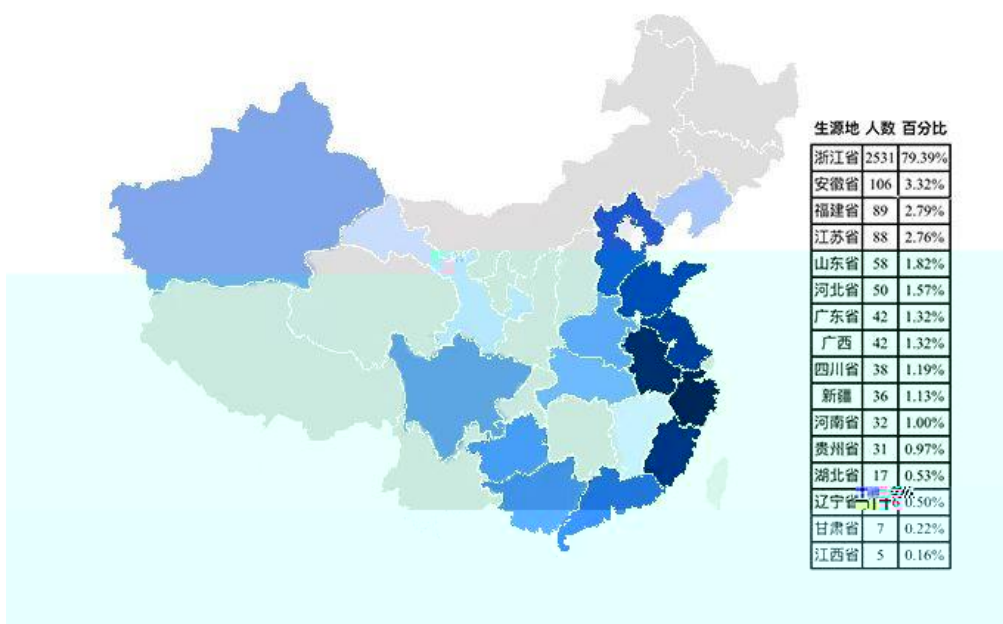 生源地 人数 百分比
浙江省 2531 79.39%
安徽省 106 3.32%
福建省 89 2.79%
江苏省 88 2.76%
山东省 58 1.82%
河北省 50 1.57%
广东省 42 1.32%
广西 42 1.32%
四川省 38 1.19%
新疆 36 1.13%
河南省 32 1.00%
贵州省 31 0.97%
湖北省 17 0.53%
辽宁省 0.50%
甘肃省 7 0.22%
江西省 5 0.16%